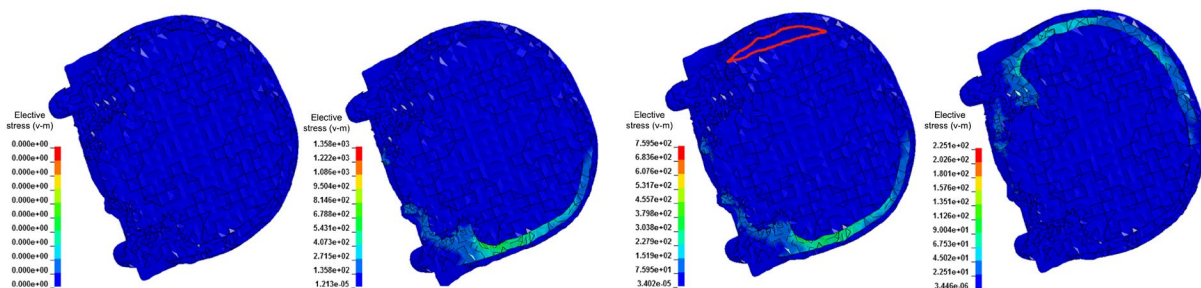 Elective
stress (v-m)
0.000e+00
0.000e+00
0.000e+00
0.000e+00
0.000e+00
0.000e+00
0.000e+00
0.000e+00
0.000e+00
0.000e+00
0.000e+00
Elective
stress (v-m)
1.358e+03
1.222e+03
1.086e+03
9.504e+02
8.146e+02
6.788e+02
5.431e+02
4.073e+02
2.715e+02
1.358e+02
1.213e-05
Elective
stress (v-m)
7.595e+02
6.836e+02
6.076e+02
5.317e+02
4.557e+02
3.798e+02
3.038e+02
2.279e+02
1.519e+02
7.595e+01
3.402e-05
Elective
stress (v-m)
2.251e+02
2.026e+02
1.801e+02
1.576e+02
1.351e+02
1.126e+02
9.004e+01
6.753e+01
4.502e+01
2.251e+01
3.446e-06